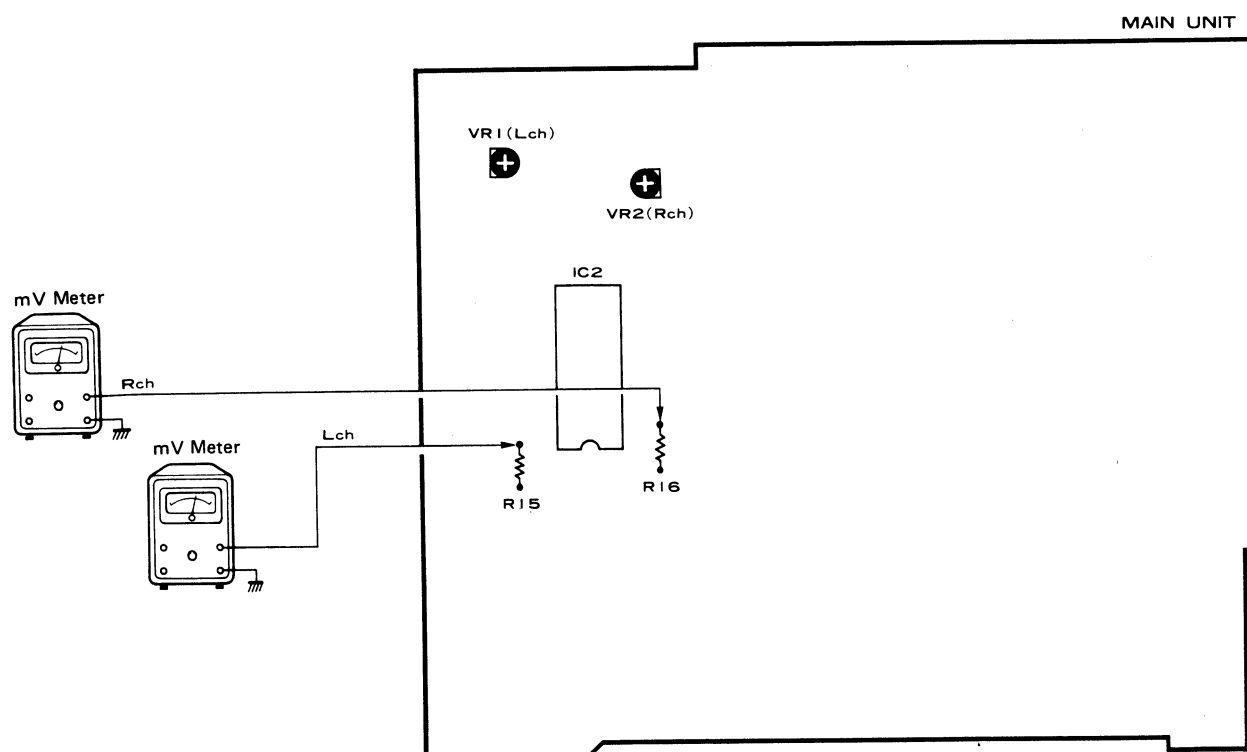 MAIN UNIT
VR1(Lch)
VR2(Rch)
IC2
mV Meter
Rch
Lch
mV Meter
R15
R16